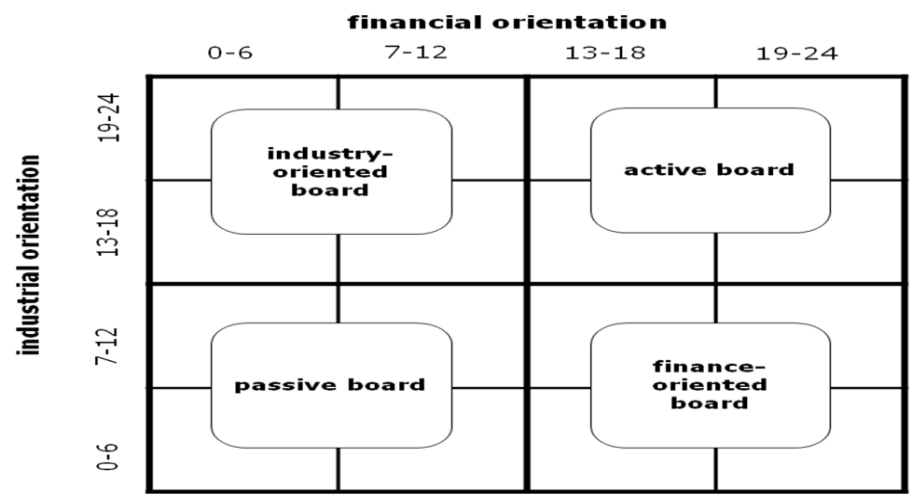 financial orientation
0-6 7-12 13-18 19-24
industrial orientation
19-24
13-18
7-12
0-6
industry-
oriented
board
active board
passive board
finance-
oriented
board